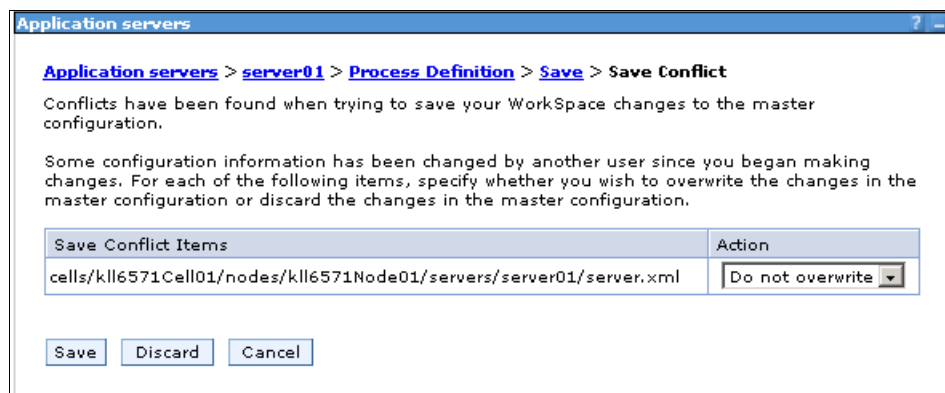 Application servers ? –
Application servers > server01 > Process Definition > Save > Save Conflict
Conflicts have been found when trying to save your WorkSpace changes to the master
configuration.
Some configuration information has been changed by another user since you began making
changes. For each of the following items, specify whether you wish to overwrite the changes in the
master configuration or discard the changes in the master configuration.
Save Conflict Items Action
cells/kll6571Cell01/nodes/kll6571Node01/servers/server01/server.xml Do not overwrite
Save Discard Cancel